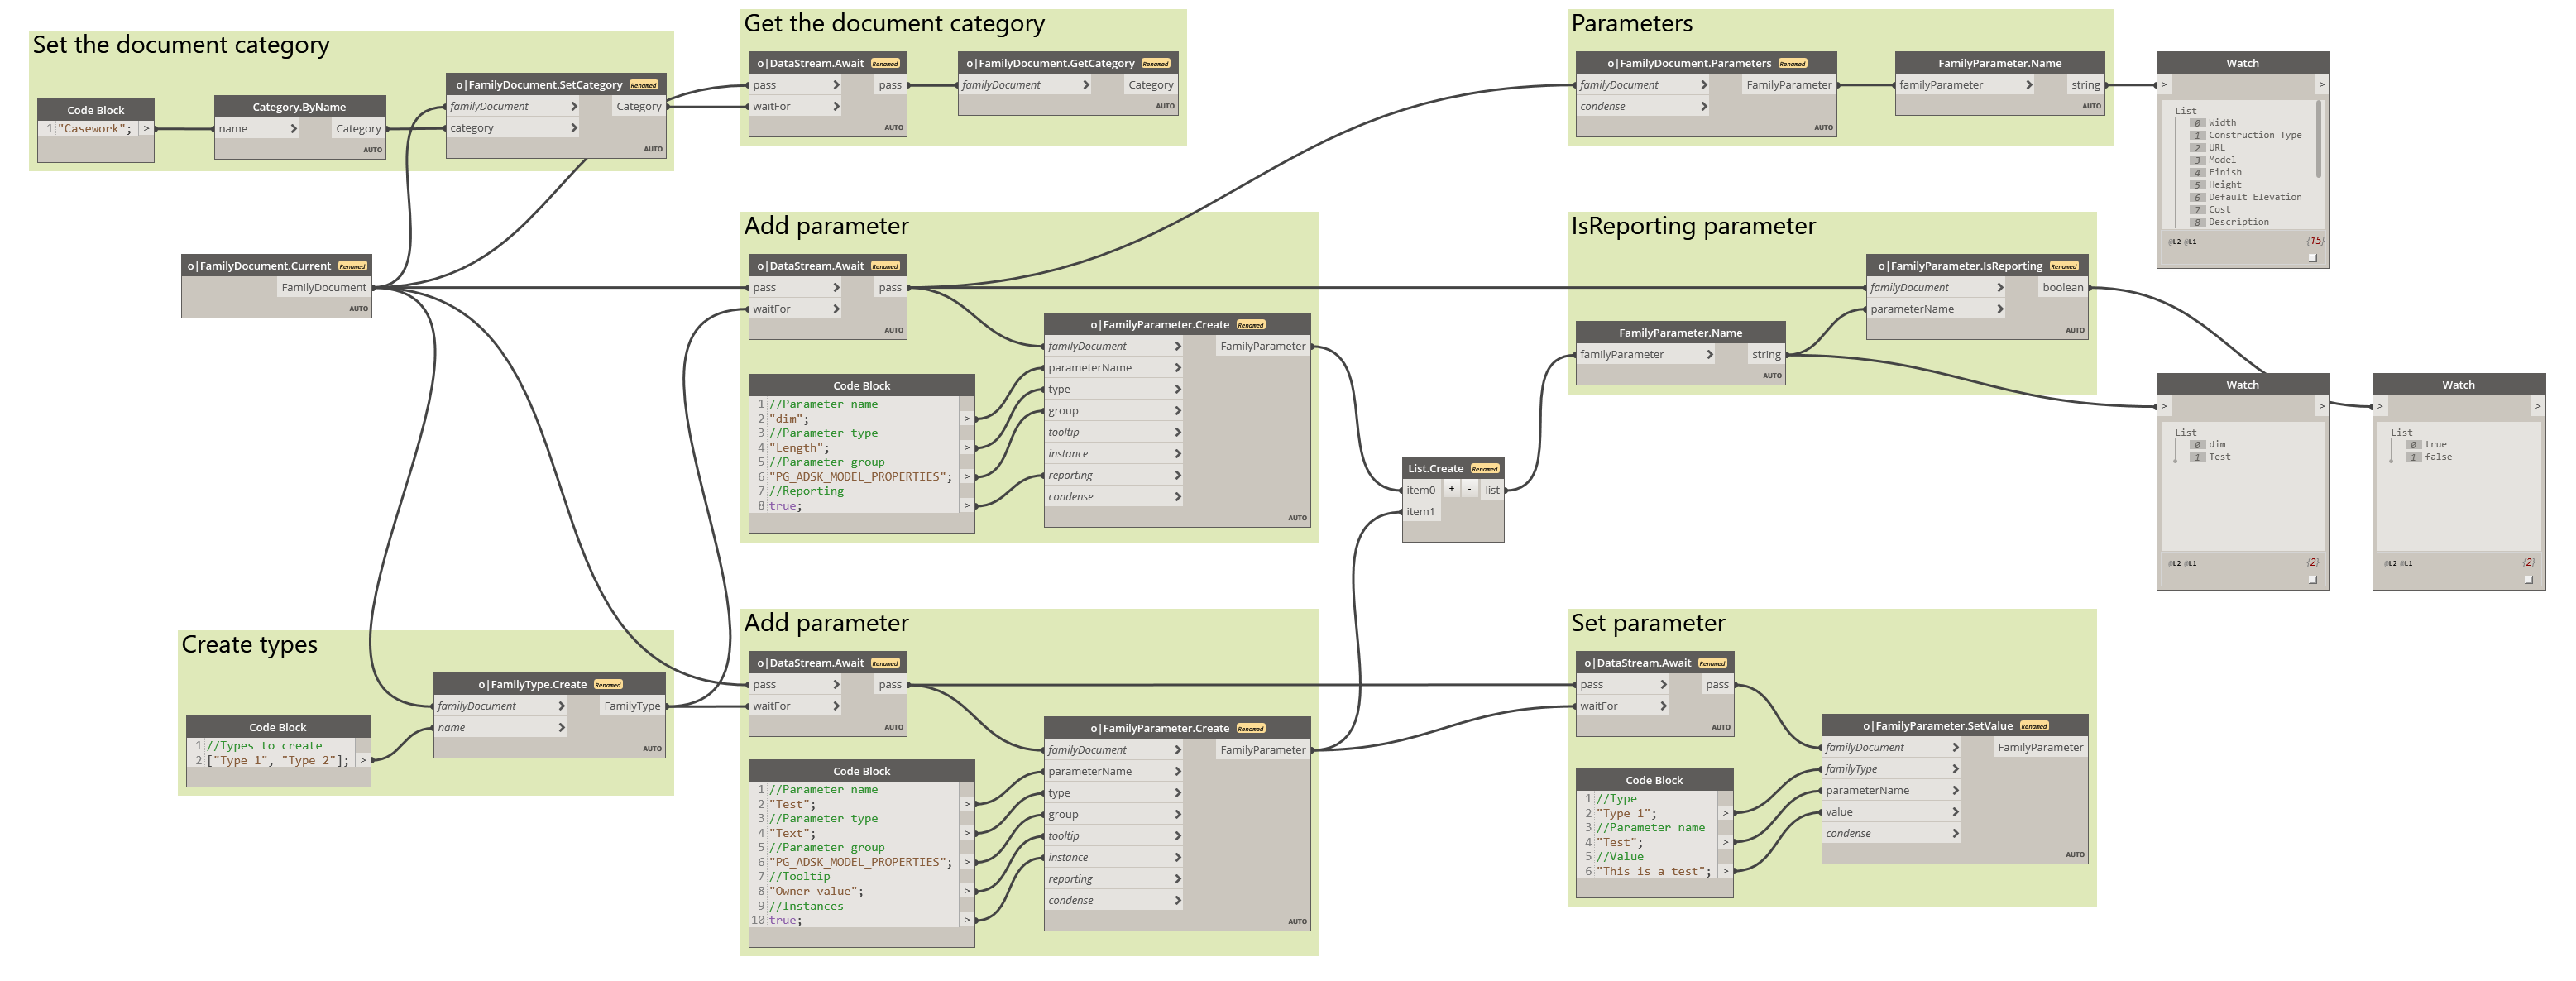 Set the document category
Code Block
1 "Casework"; >
Category.ByName
name > Category
AUTO
o|FamilyDocument.SetCategory Renamed
familyDocument > Category
category >
AUTO
Get the document category
o|DataStream.Await Renamed
pass > pass
waitFor >
AUTO
o|FamilyDocument.GetCategory Renamed
familyDocument > Category
AUTO
Parameters
o|FamilyDocument.Parameters Renamed
familyDocument > FamilyParameter
condense >
AUTO
FamilyParameter.Name
familyParameter > string
AUTO
Watch
> >
List
0 Width
1 Construction Type
2 URL
3 Model
4 Finish
5 Height
6 Default Elevation
7 Cost
8 Description
@L2 @L1 {15}
o|FamilyDocument.Current Renamed
FamilyDocument
AUTO
Add parameter
o|DataStream.Await Renamed
pass > pass
waitFor >
AUTO
Code Block
1 //Parameter name
2 "dim"; >
3 //Parameter type
4 "Length"; >
5 //Parameter group
6 "PG_ADSK_MODEL_PROPERTIES"; >
7 //Reporting
8 true; >
o|FamilyParameter.Create Renamed
familyDocument > FamilyParameter
parameterName >
type >
group >
tooltip >
instance >
reporting >
condense >
AUTO
List.Create Renamed
item0 + - list
item1
IsReporting parameter
FamilyParameter.Name
familyParameter > string
AUTO
o|FamilyParameter.IsReporting Renamed
familyDocument > boolean
parameterName >
AUTO
Watch
> >
List
0 dim
1 Test
@L2 @L1 {2}
Watch
> >
List
0 true
1 false
@L2 @L1 {2}
Create types
Code Block
1 //Types to create
2 ["Type 1", "Type 2"]; >
o|FamilyType.Create Renamed
familyDocument > FamilyType
name >
AUTO
Add parameter
o|DataStream.Await Renamed
pass > pass
waitFor >
AUTO
Code Block
1 //Parameter name
2 "Test"; >
3 //Parameter type
4 "Text"; >
5 //Parameter group
6 "PG_ADSK_MODEL_PROPERTIES"; >
7 //Tooltip
8 "Owner value"; >
9 //Instances
10 true; >
o|FamilyParameter.Create Renamed
familyDocument > FamilyParameter
parameterName >
type >
group >
tooltip >
instance >
reporting >
condense >
AUTO
Set parameter
o|DataStream.Await Renamed
pass > pass
waitFor >
AUTO
Code Block
1 //Type
2 "Type 1"; >
3 //Parameter name
4 "Test"; >
5 //Value
6 "This is a test"; >
o|FamilyParameter.SetValue Renamed
familyDocument > FamilyParameter
familyType >
parameterName >
value >
condense >
AUTO